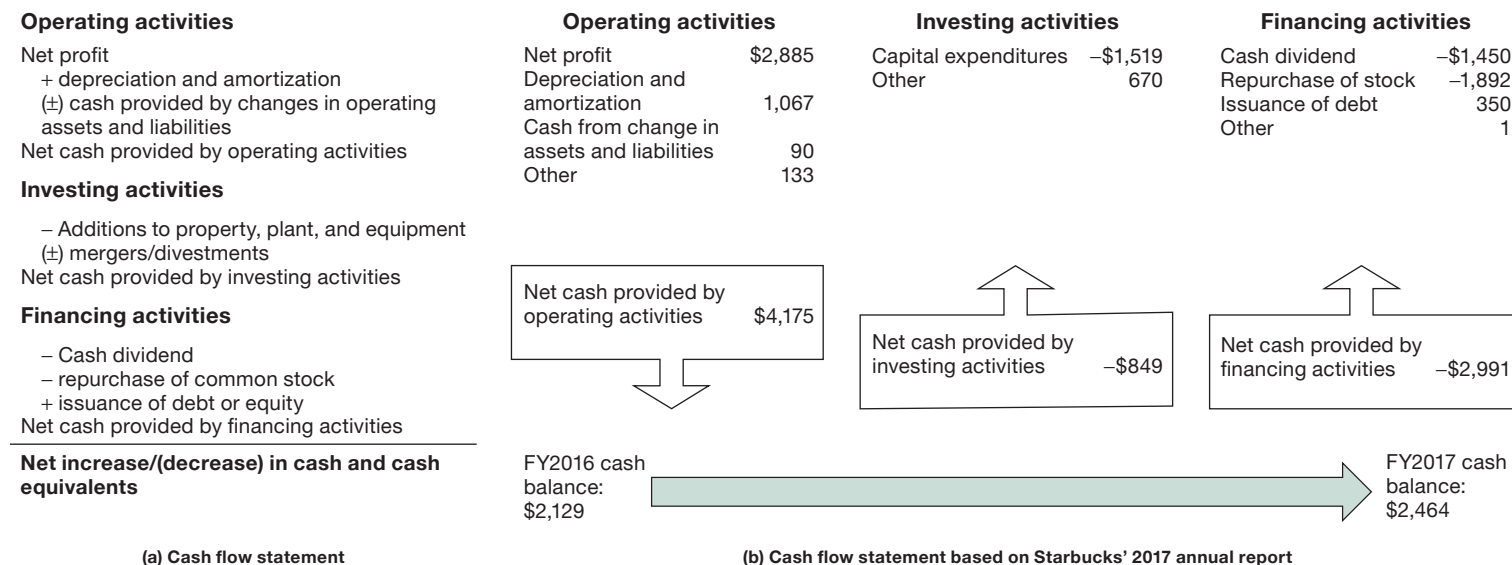 Operating activities
Net profit
+ depreciation and amortization
(±) cash provided by changes in operating
assets and liabilities
Net cash provided by operating activities
Investing activities
– Additions to property, plant, and equipment
(±) mergers/divestments
Net cash provided by investing activities
Financing activities
– Cash dividend
– repurchase of common stock
+ issuance of debt or equity
Net cash provided by financing activities
Net increase/(decrease) in cash and cash
equivalents
(a) Cash flow statement
Operating activities
Net profit $2,885
Depreciation and
amortization 1,067
Cash from change in
assets and liabilities 90
Other 133
Net cash provided by
operating activities $4,175
Investing activities
Capital expenditures –$1,519
Other 670
Net cash provided by
investing activities –$849
Financing activities
Cash dividend –$1,450
Repurchase of stock –1,892
Issuance of debt 350
Other 1
Net cash provided by
financing activities –$2,991
FY2016 cash
balance:
$2,129
FY2017 cash
balance:
$2,464
(b) Cash flow statement based on Starbucks’ 2017 annual report